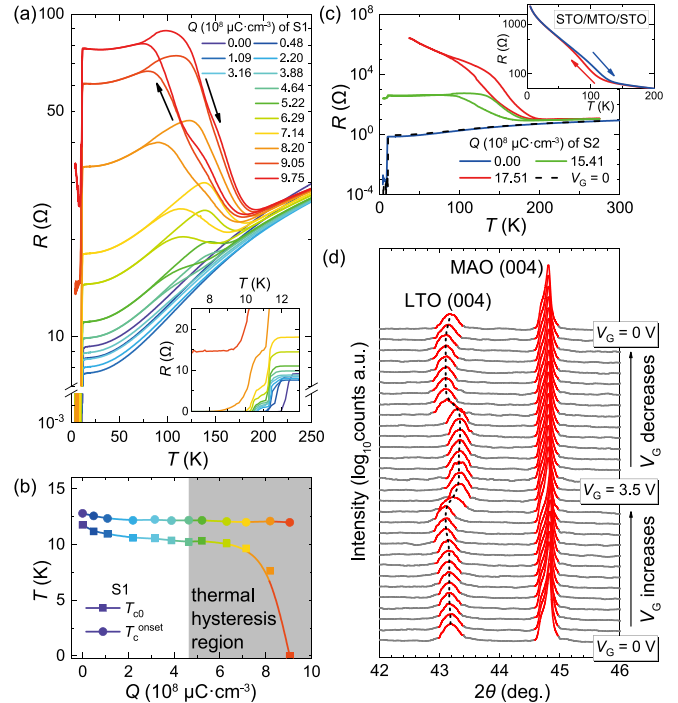 (a)
Q (10⁸ µC·cm⁻³) of S1
0.00 0.48
1.09 2.20
3.16 3.88
4.64
5.22
6.29
7.14
8.20
9.05
9.75
R (Ω)
100
50
10
10⁻³
T (K)
8 10 12
R (Ω)
20
10
0
0 50 100 150 200 250
T (K)
(b)
T (K)
15
10
5
0
S1
T_c0
T_c^onset
thermal
hysteresis
region
0 2 4 6 8 10
Q (10⁸ µC·cm⁻³)
(c)
R (Ω)
10⁸
10⁴
10⁰
10⁻⁴
STO/MTO/STO
R (Ω)
1000
100
0 100 200
T (K)
Q (10⁸ µC·cm⁻³) of S2
0.00 15.41
17.51 V_G = 0
0 100 200 300
T (K)
(d)
MAO (004)
LTO (004)
Intensity (log₁₀counts a.u.)
V_G = 0 V
V_G decreases
V_G = 3.5 V
V_G increases
V_G = 0 V
42 43 44 45 46
2θ (deg.)